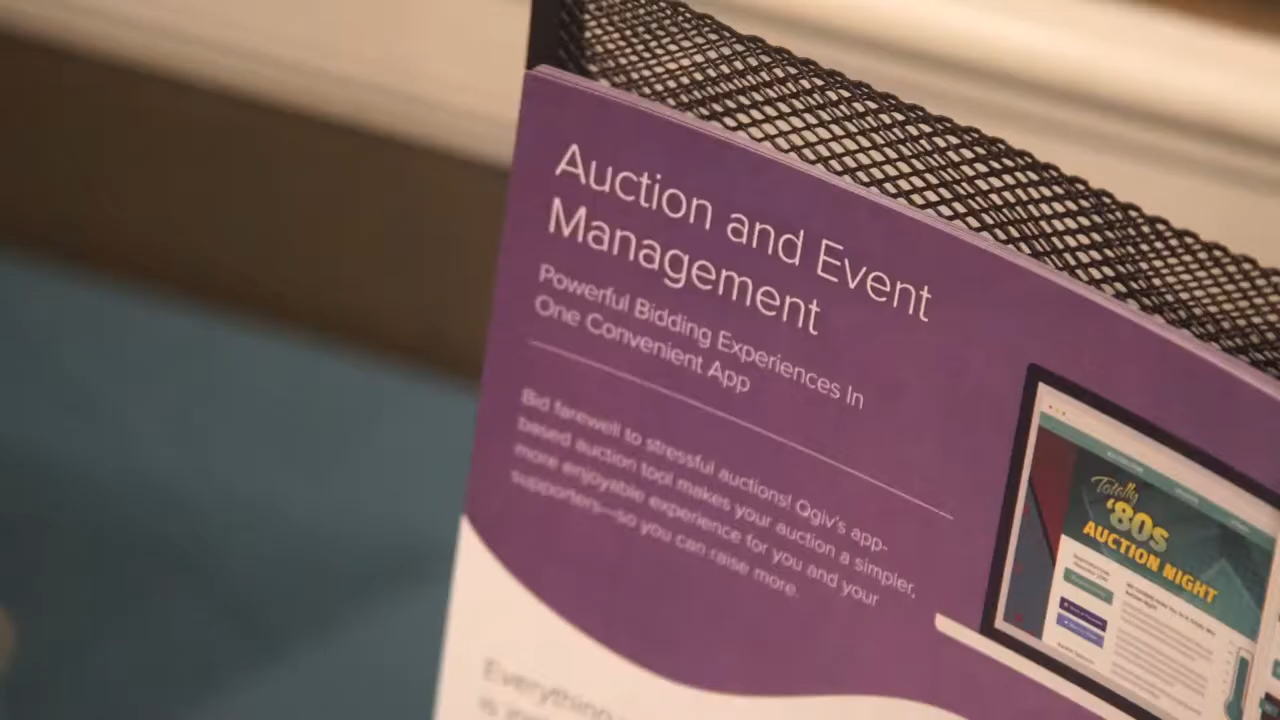 Auction and Event
Management
Powerful Bidding Experiences In
One Convenient App
Bid farewell to stressful auctions! Qgiv's app-
based auction tool makes your auction a simpler,
more enjoyable experience for you and your
supporters—so you can raise more.
Everything
is
Totally
'80s
AUCTION NIGHT